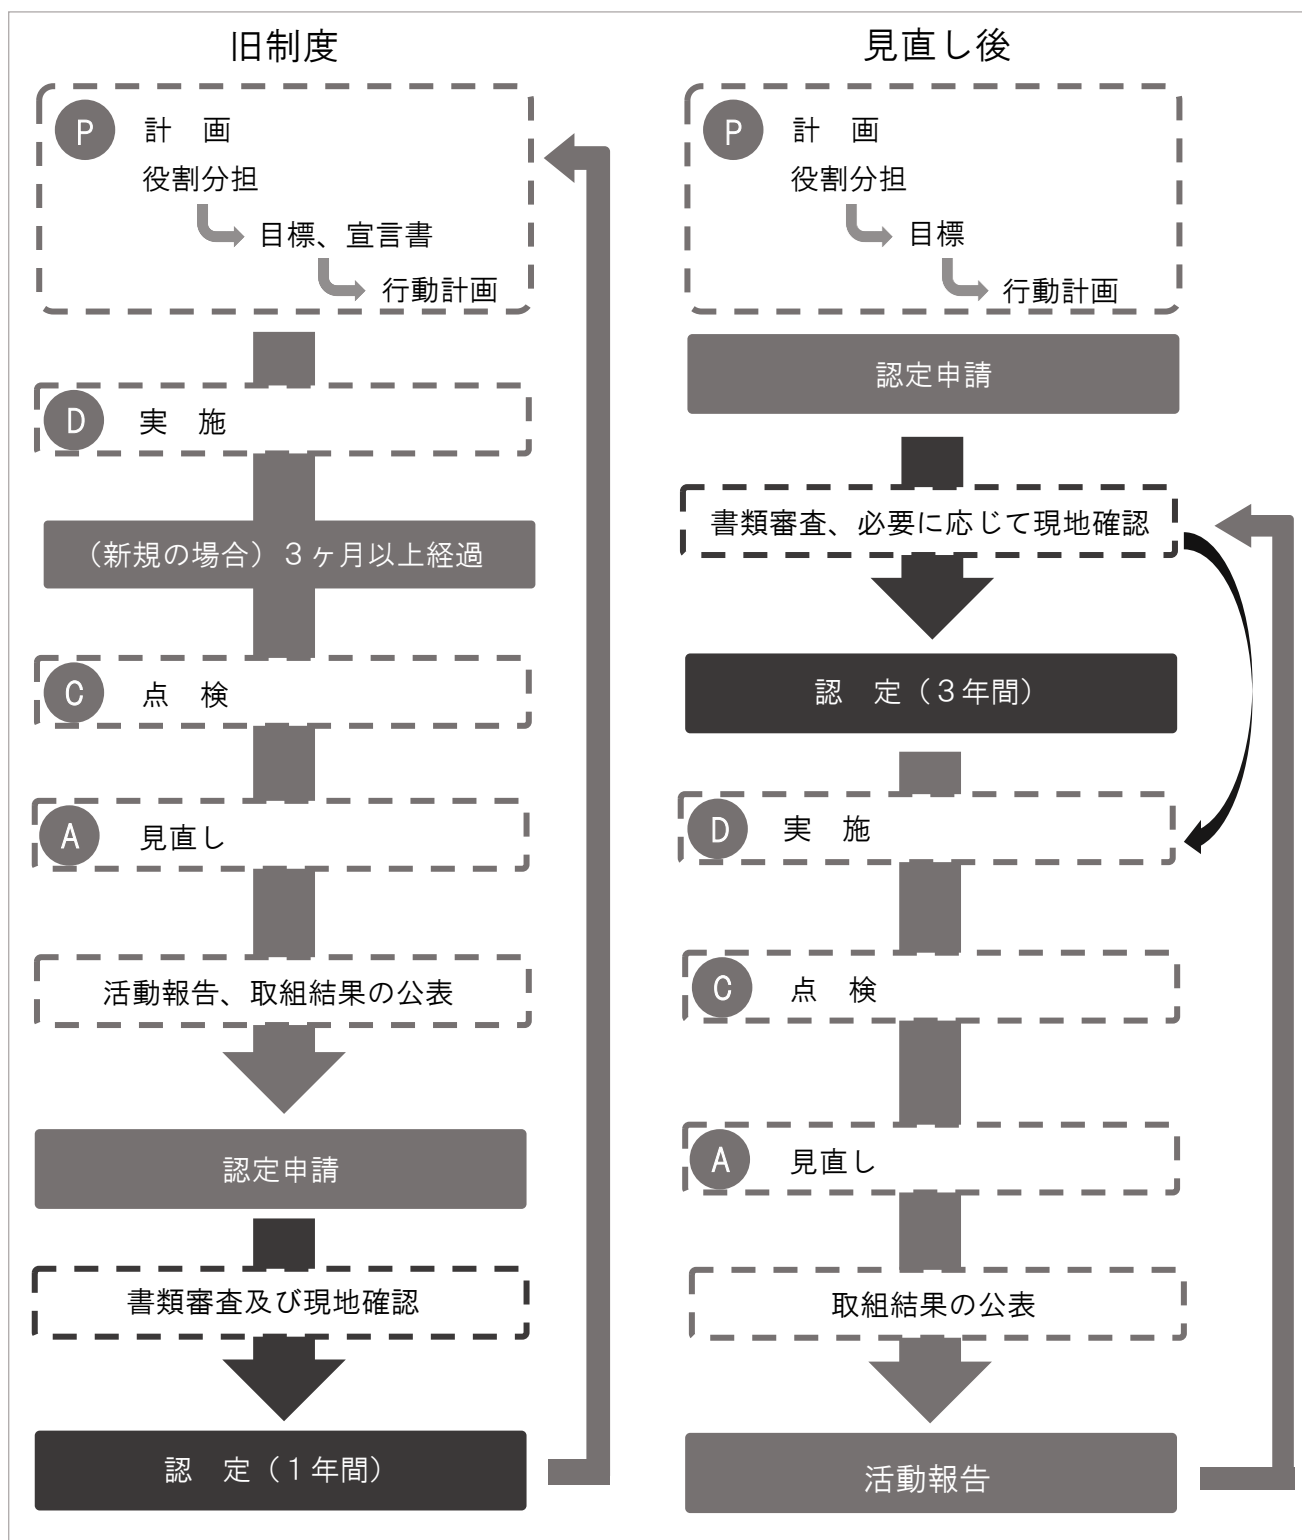 旧制度
P 計　画
役割分担
目標、宣言書
行動計画
D 実　施
（新規の場合）３ヶ月以上経過
C 点　検
A 見直し
活動報告、取組結果の公表
認定申請
書類審査及び現地確認
認　定（１年間）
見直し後
P 計　画
役割分担
目標
行動計画
認定申請
書類審査、必要に応じて現地確認
認　定（３年間）
D 実　施
C 点　検
A 見直し
取組結果の公表
活動報告